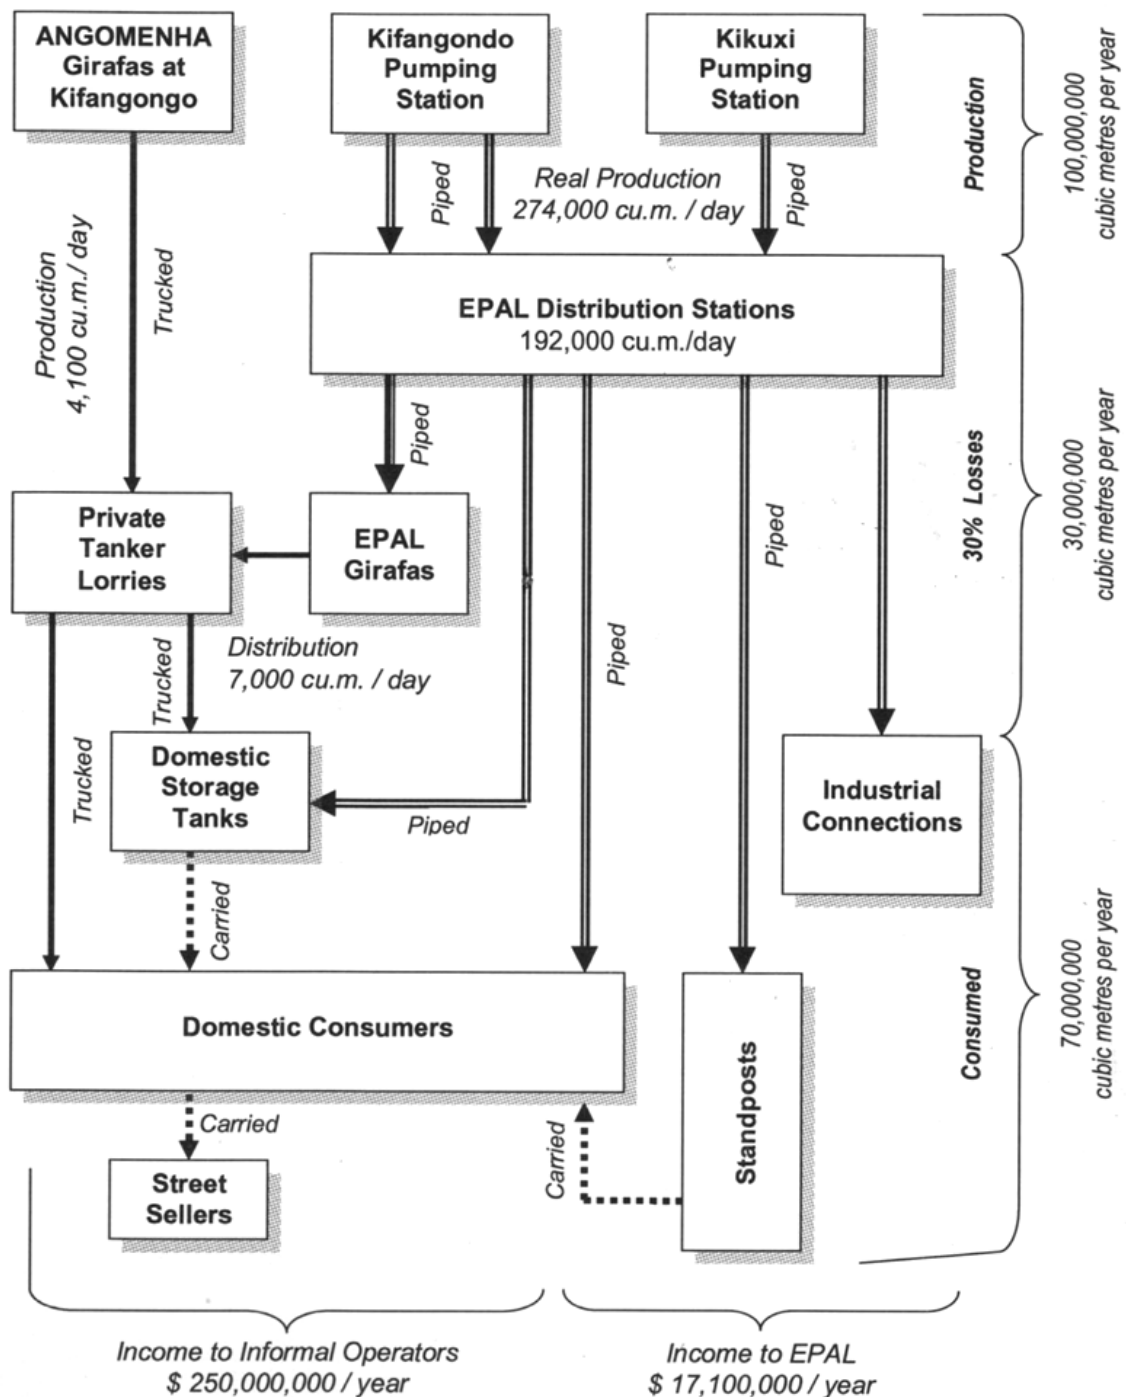 ANGOMENHA
Girafas at
Kifangongo
Kifangondo
Pumping
Station
Kikuxi
Pumping
Station
Production
100,000,000
cubic metres per year
Piped
Real Production
274,000 cu.m. / day
Piped
Production
4,100 cu.m./ day
Trucked
EPAL Distribution Stations
192,000 cu.m./day
Piped
30% Losses
30,000,000
cubic metres per year
Private
Tanker
Lorries
EPAL
Girafas
Piped
Piped
Trucked
Distribution
7,000 cu.m. / day
Trucked
Domestic
Storage
Tanks
Piped
Industrial
Connections
Carried
Consumed
70,000,000
cubic metres per year
Domestic Consumers
Standposts
Carried
Carried
Street
Sellers
Income to Informal Operators
$ 250,000,000 / year
Income to EPAL
$ 17,100,000 / year